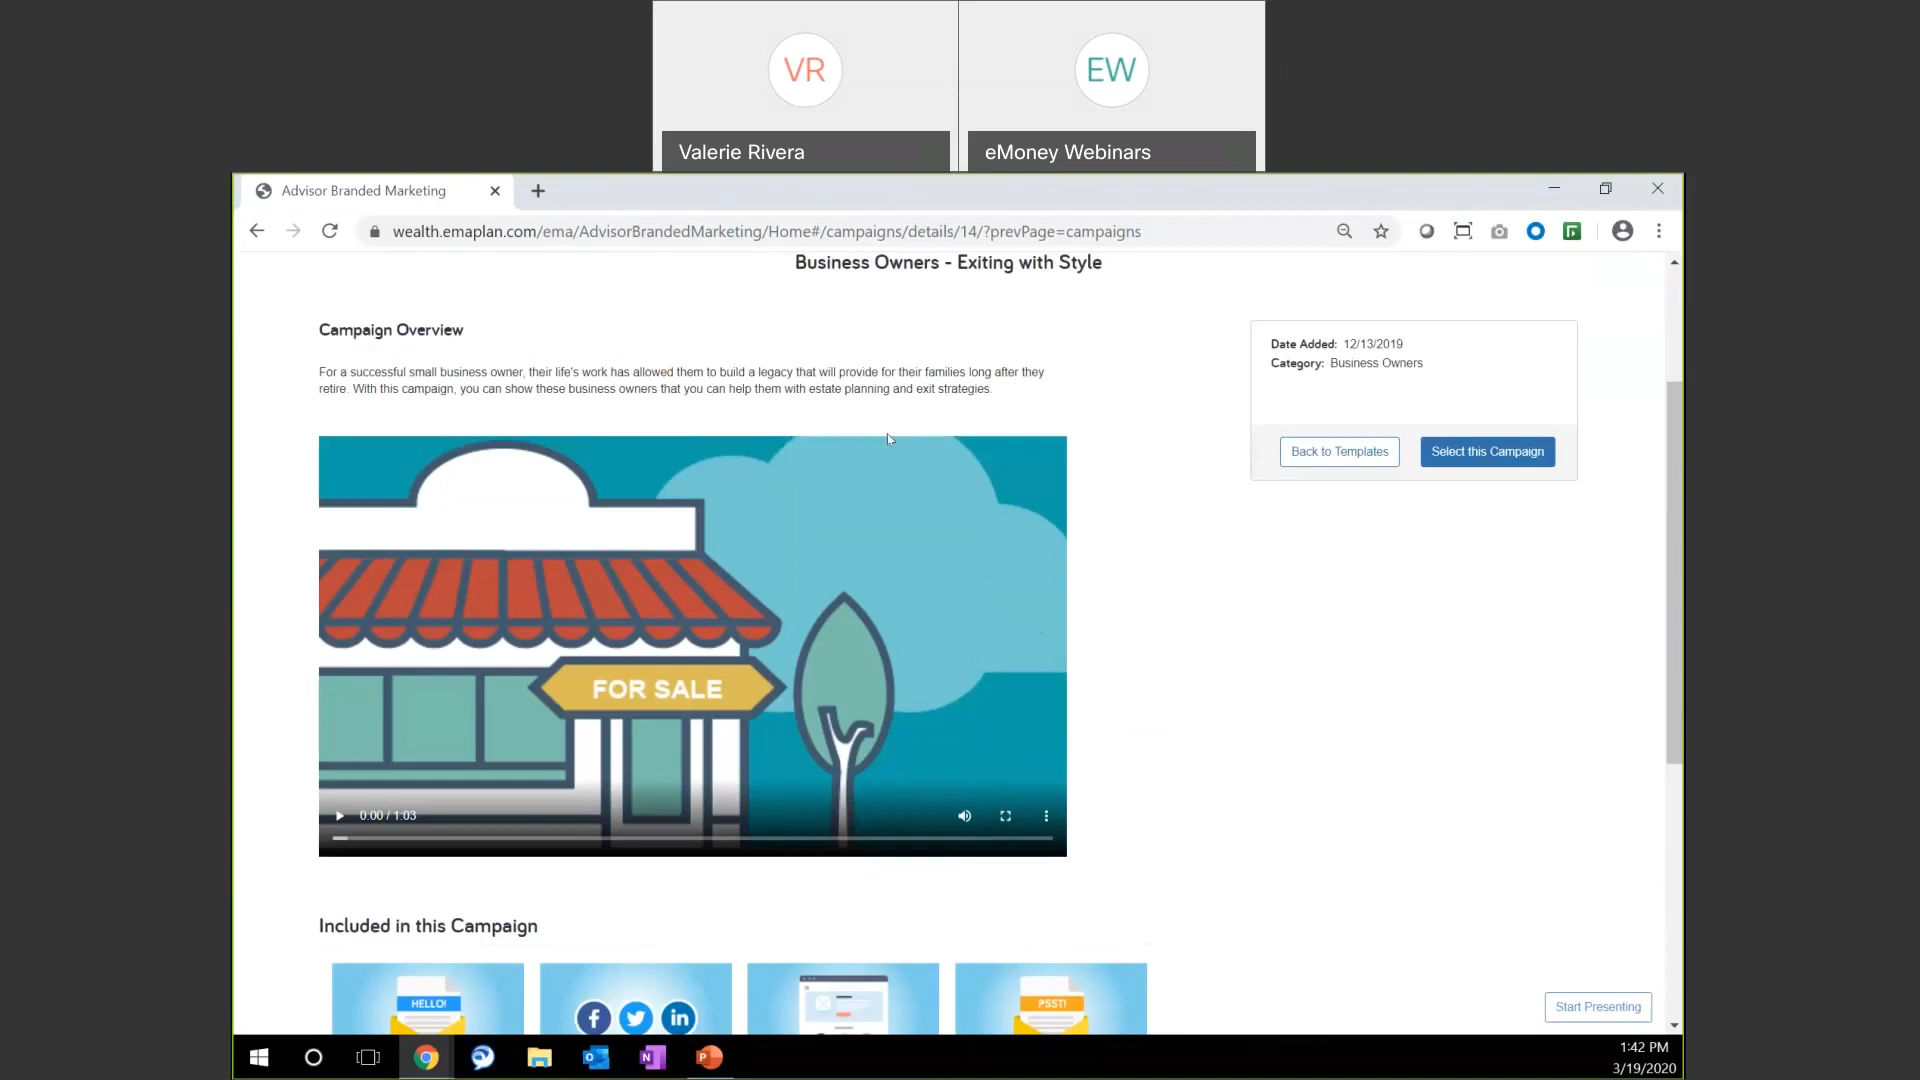 VR
EW
Valerie Rivera
eMoney Webinars
Advisor Branded Marketing
wealth.emaplan.com/ema/AdvisorBrandedMarketing/Home#/campaigns/details/14/?prevPage=campaigns
Business Owners - Exiting with Style
Campaign Overview
For a successful small business owner, their life's work has allowed them to build a legacy that will provide for their families long after they
retire. With this campaign, you can show these business owners that you can help them with estate planning and exit strategies.
Date Added: 12/13/2019
Category: Business Owners
Back to Templates
Select this Campaign
FOR SALE
0:00 / 1:03
Included in this Campaign
HELLO!
PSST!
Start Presenting
1:42 PM
3/19/2020